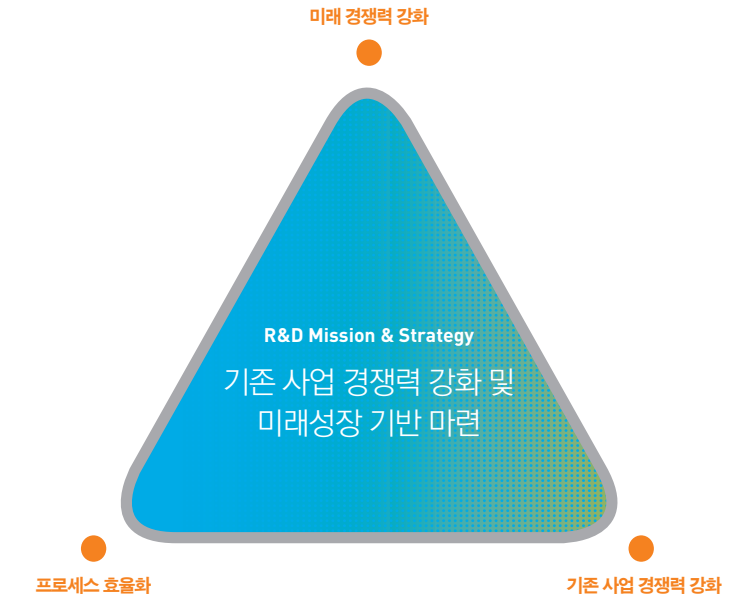 미래 경쟁력 강화
R&D Mission & Strategy
기존 사업 경쟁력 강화 및
미래성장 기반 마련
프로세스 효율화
기존 사업 경쟁력 강화